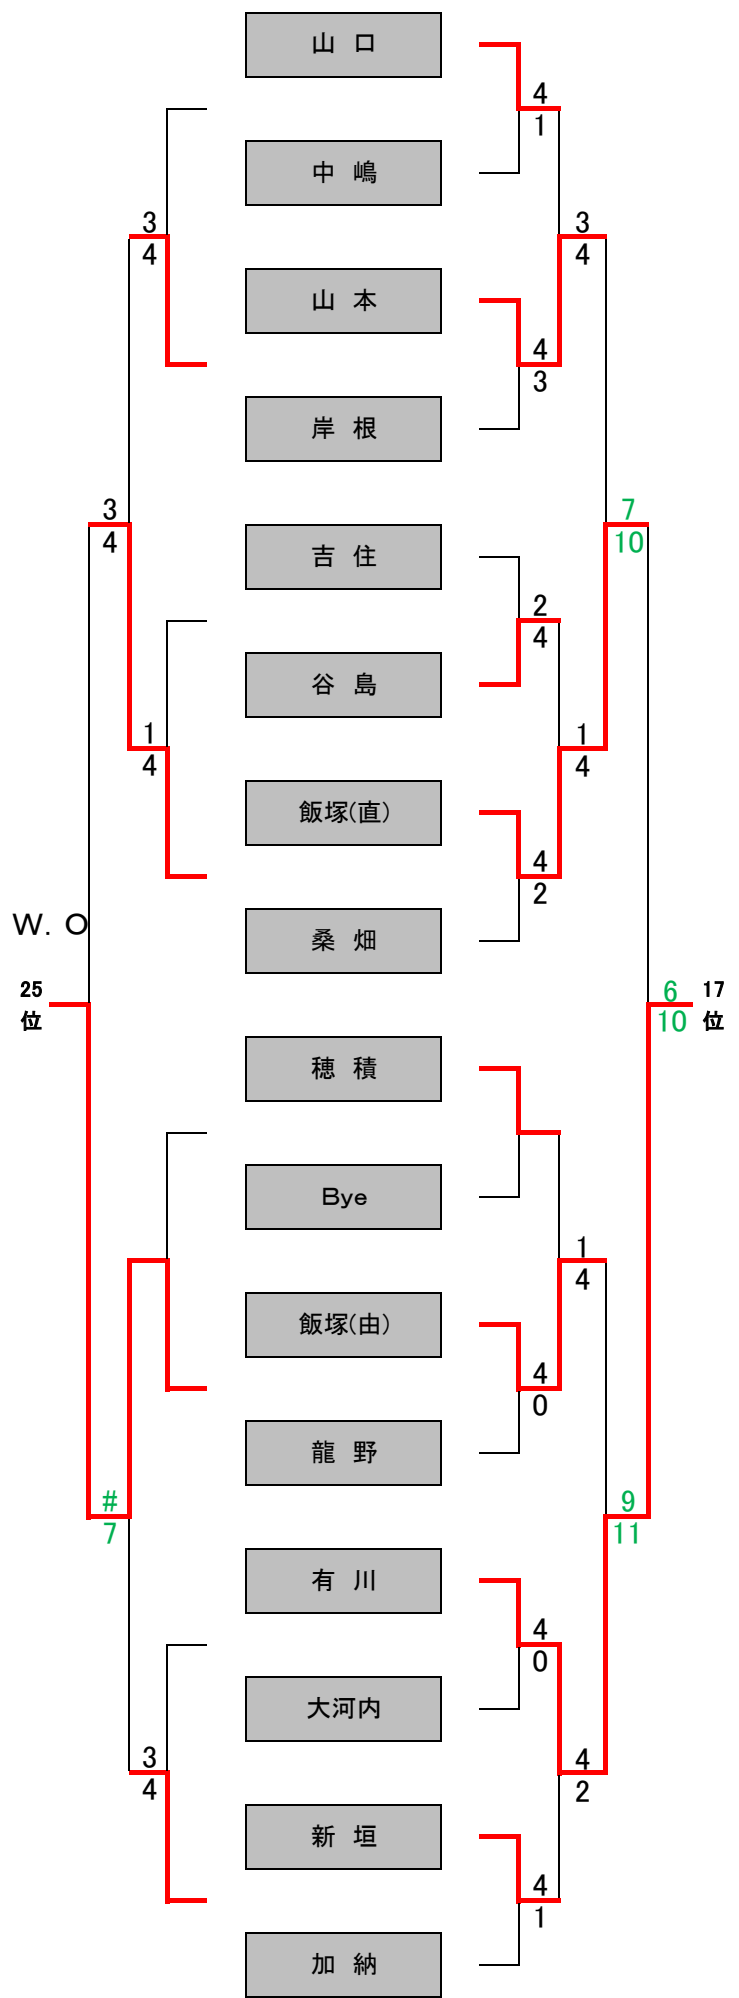 山 口
4
1
中 嶋
3
4
3
4
山 本
4
3
岸 根
3
4
7
10
吉 住
2
4
谷 島
1
4
1
4
飯塚(直)
4
2
W. O
桑 畑
25
位
6
10
17
位
穂 積
Bye
1
4
飯塚(由)
4
0
龍 野
#
7
9
11
有 川
4
0
大河内
3
4
4
2
新 垣
4
1
加 納